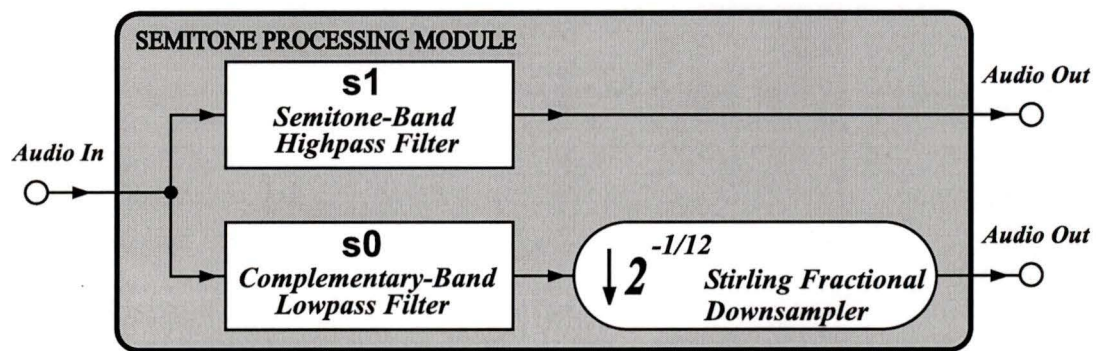 SEMITONE PROCESSING MODULE
s1
Semitone-Band
Highpass Filter
Audio Out
Audio In
s0
Complementary-Band
Lowpass Filter
↓2 -1/12
Stirling Fractional
Downsampler
Audio Out